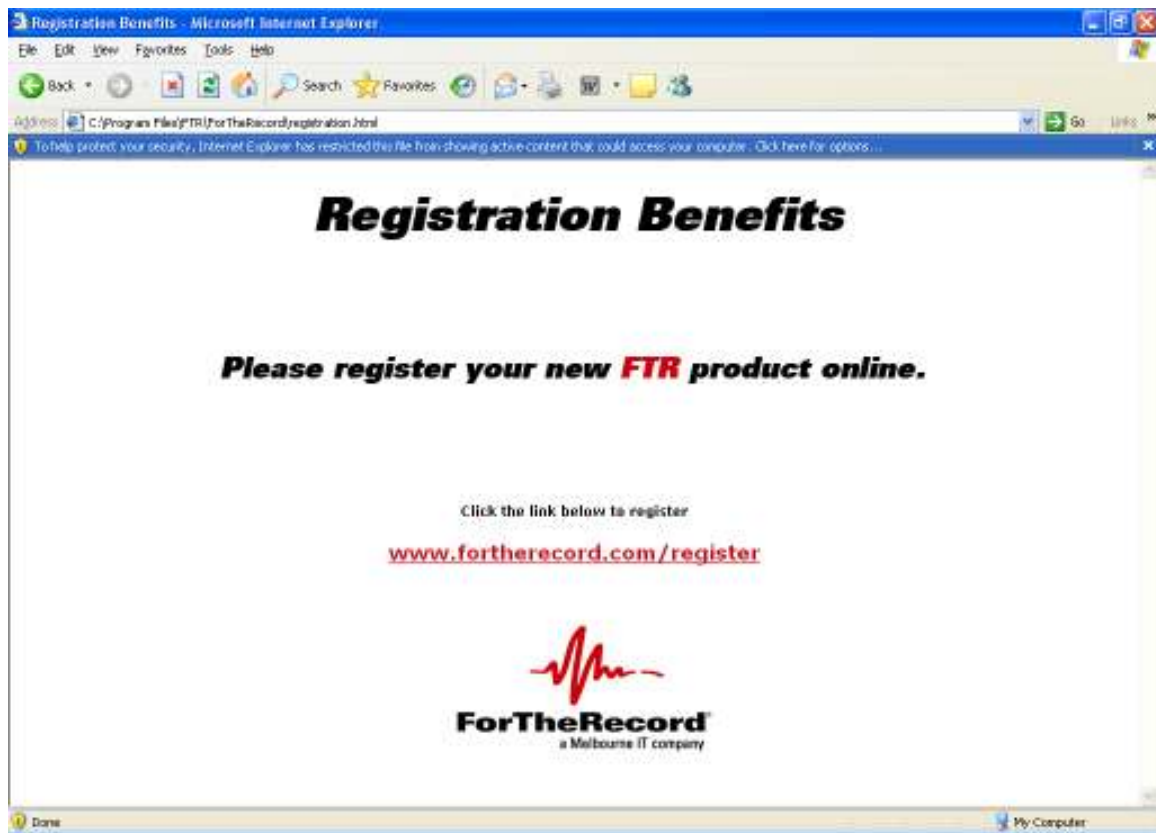 Registration Benefits - Microsoft Internet Explorer
File Edit View Favorites Tools Help
Back Search Favorites
Address C:\Program Files\FTR\ForTheRecord\registration.html Go Links »
To help protect your security, Internet Explorer has restricted this file from showing active content that could access your computer. Click here for options...
Registration Benefits
Please register your new FTR product online.
Click the link below to register
www.fortherecord.com/register
ForTheRecord
a Melbourne IT company
Done My Computer